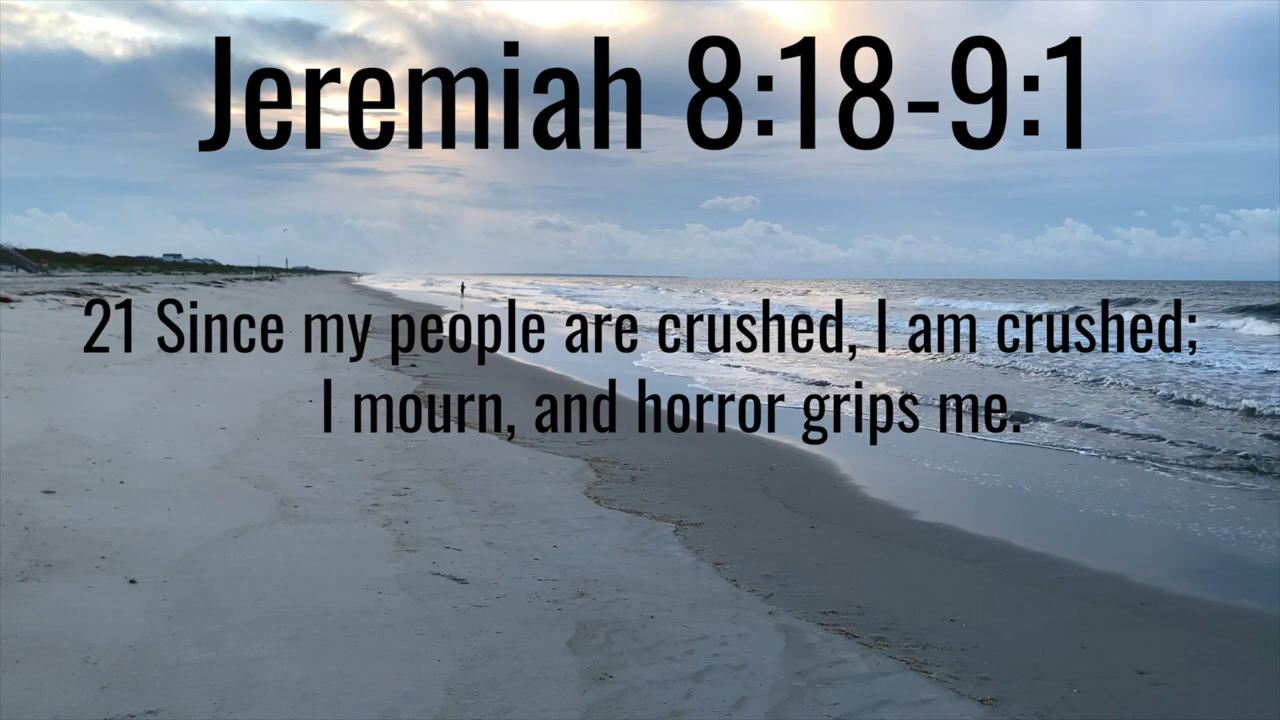 Jeremiah 8:18-9:1
21 Since my people are crushed, I am crushed;
I mourn, and horror grips me.